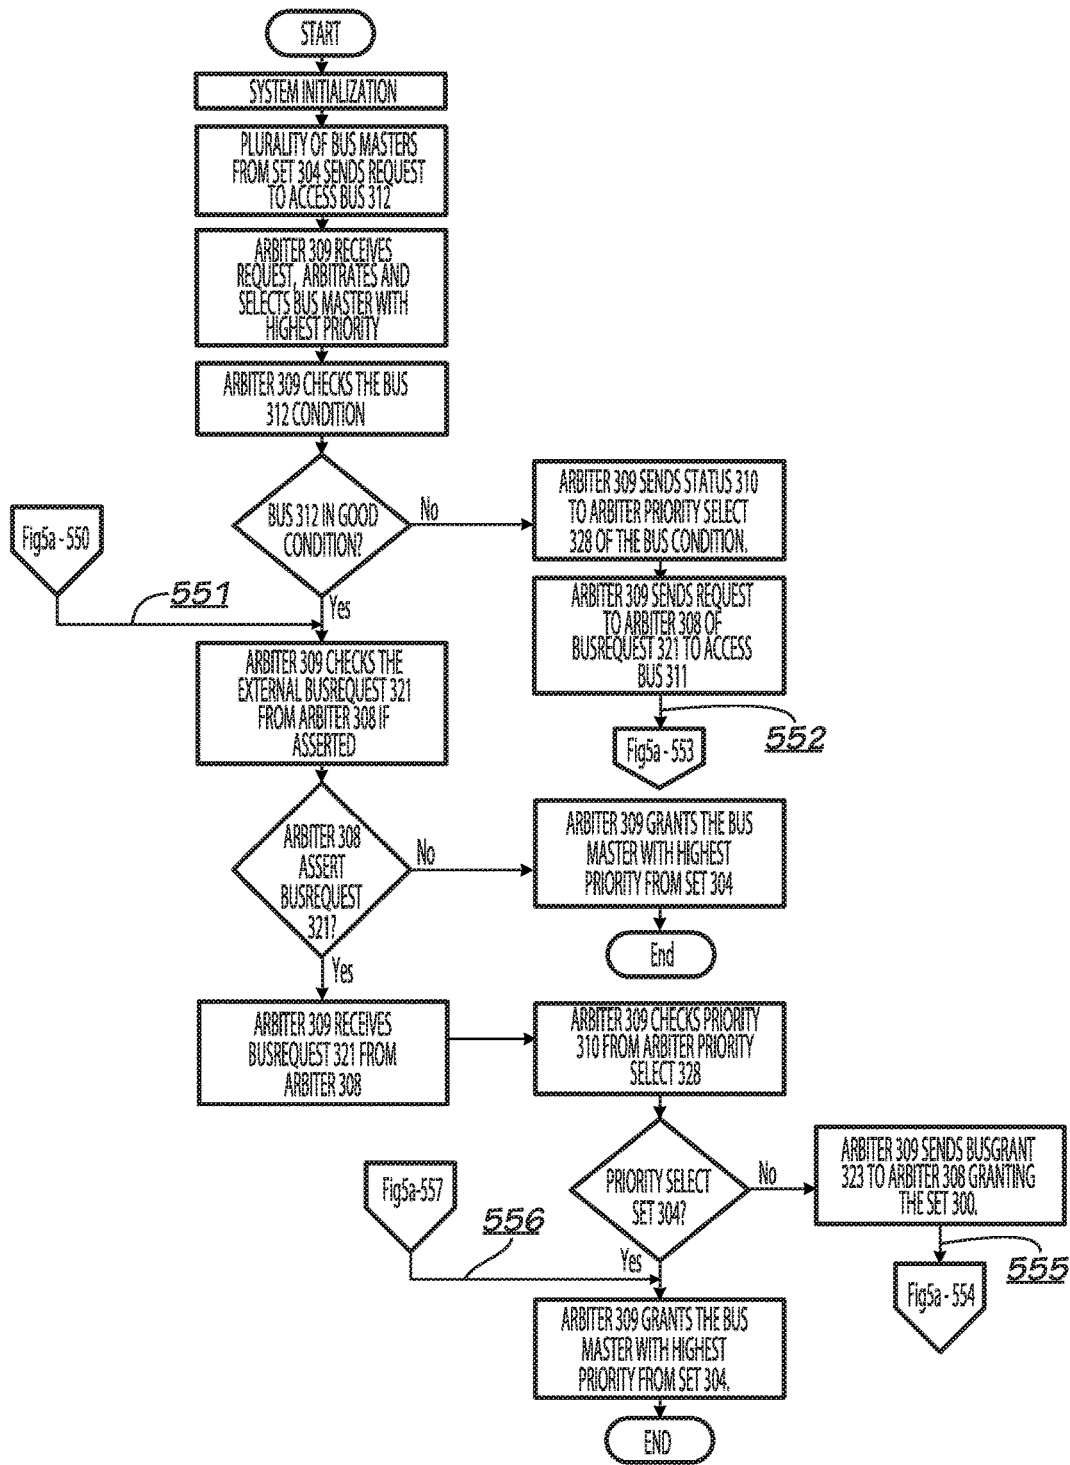 START
SYSTEM INITIALIZATION
PLURALITY OF BUS MASTERS
FROM SET 304 SENDS REQUEST
TO ACCESS BUS 312
ARBITER 309 RECEIVES
REQUEST, ARBITRATES AND
SELECTS BUS MASTER WITH
HIGHEST PRIORITY
ARBITER 309 CHECKS THE BUS
312 CONDITION
BUS 312 IN GOOD
CONDITION?
No
Yes
ARBITER 309 SENDS STATUS 310
TO ARBITER PRIORITY SELECT
328 OF THE BUS CONDITION.
Fig5a - 550
551
ARBITER 309 SENDS REQUEST
TO ARBITER 308 OF
BUSREQUEST 321 TO ACCESS
BUS 311
552
Fig5a - 553
ARBITER 309 CHECKS THE
EXTERNAL BUSREQUEST 321
FROM ARBITER 308 IF
ASSERTED
ARBITER 308
ASSERT
BUSREQUEST
321?
No
Yes
ARBITER 309 GRANTS THE BUS
MASTER WITH HIGHEST
PRIORITY FROM SET 304
End
ARBITER 309 RECEIVES
BUSREQUEST 321 FROM
ARBITER 308
ARBITER 309 CHECKS PRIORITY
310 FROM ARBITER PRIORITY
SELECT 328
PRIORITY SELECT
SET 304?
No
Yes
ARBITER 309 SENDS BUSGRANT
323 TO ARBITER 308 GRANTING
THE SET 300.
555
Fig5a - 554
Fig5a-557
556
ARBITER 309 GRANTS THE BUS
MASTER WITH HIGHEST
PRIORITY FROM SET 304.
END